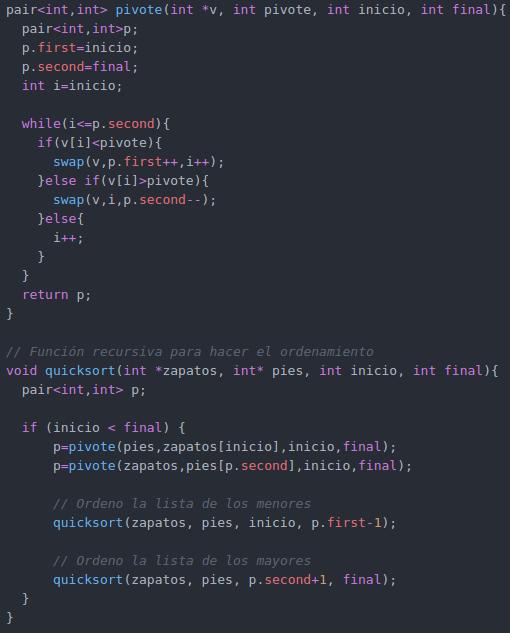 pair<int,int> pivote(int *v, int pivote, int inicio, int final){
  pair<int,int>p;
  p.first=inicio;
  p.second=final;
  int i=inicio;

  while(i<=p.second){
    if(v[i]<pivote){
      swap(v,p.first++,i++);
    }else if(v[i]>pivote){
      swap(v,i,p.second--);
    }else{
      i++;
    }
  }
  return p;
}

// Función recursiva para hacer el ordenamiento
void quicksort(int *zapatos, int* pies, int inicio, int final){
  pair<int,int> p;

  if (inicio < final) {
      p=pivote(pies,zapatos[inicio],inicio,final);
      p=pivote(zapatos,pies[p.second],inicio,final);

      // Ordeno la lista de los menores
      quicksort(zapatos, pies, inicio, p.first-1);

      // Ordeno la lista de los mayores
      quicksort(zapatos, pies, p.second+1, final);
  }
}